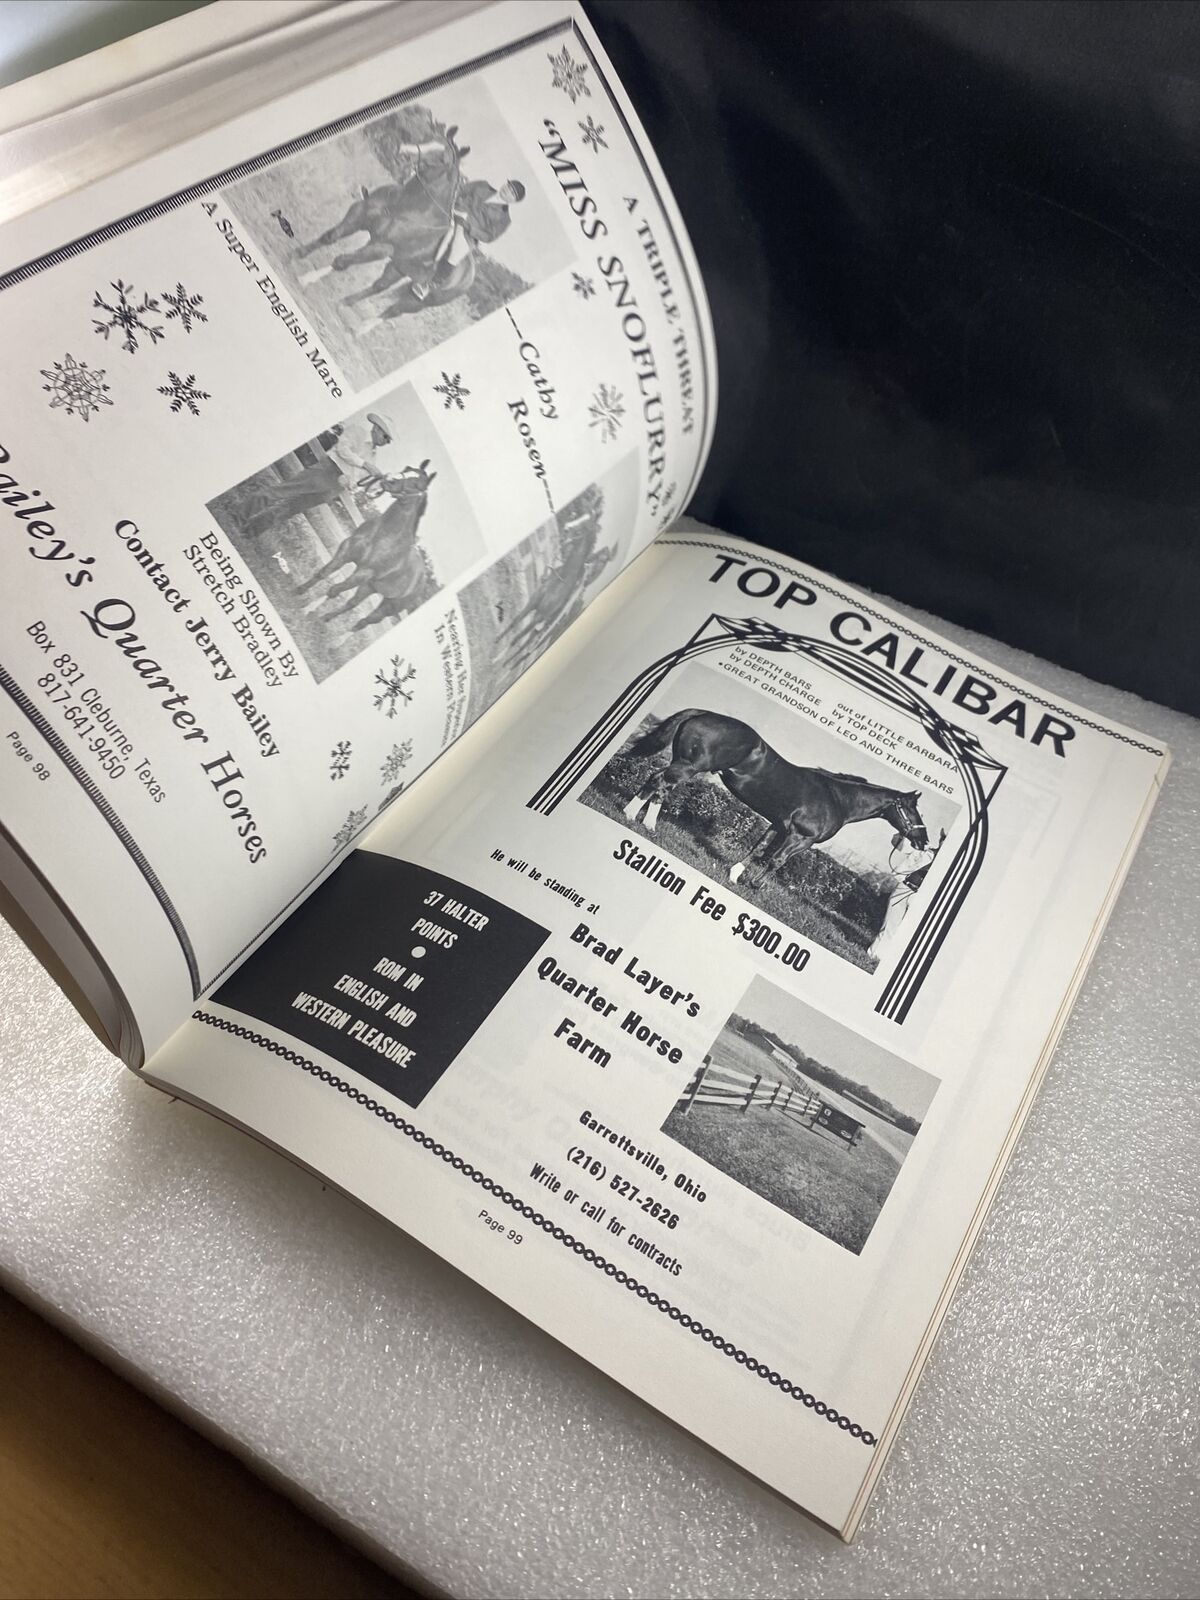 A TRIPLE THREAT
"MISS SNOFLURRY"
---Cathy
Rosen---
A Super English Mare
Being Shown By
Stretch Bradley
Nearing Her Superior
In Western Pleasure
Contact Jerry Bailey
Bailey's Quarter Horses
Box 831 Cleburne, Texas
817-641-9450
Page 98
TOP CALIBAR
by DEPTH BARS
by DEPTH CHARGE
out of LITTLE BARBARA
by TOP DECK
•GREAT GRANDSON OF LEO AND THREE BARS
Stallion Fee $300.00
He will be standing at
Brad Layer's
Quarter Horse
Farm
37 HALTER
POINTS
●
ROM IN
ENGLISH AND
WESTERN PLEASURE
Garrettsville, Ohio
(216) 527-2626
Write or call for contracts
Page 99